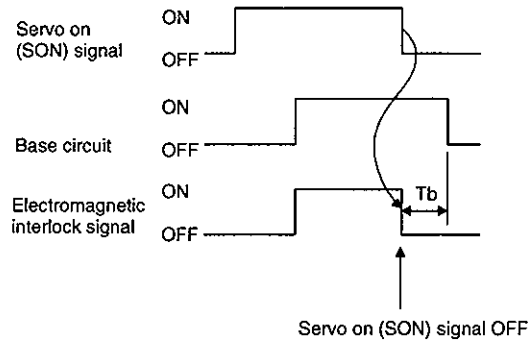 Servo on
(SON) signal
ON
OFF
Base circuit
ON
OFF
Electromagnetic
interlock signal
ON
OFF
Tb
Servo on (SON) signal OFF